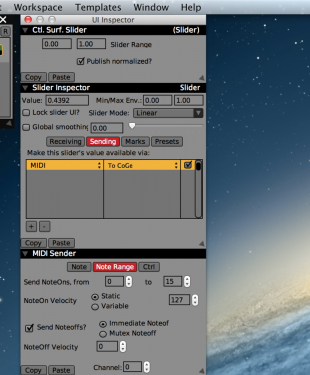 Workspace Templates Window Help
R
UI Inspector
Ctl. Surf. Slider (Slider)
0.00 1.00 Slider Range
Publish normalized?
Copy Paste
Slider Inspector Slider
Value: 0.4392 Min/Max Env.: 0.00 1.00
Lock slider UI? Slider Mode: Linear
Global smoothing 0.00
Receiving Sending Marks Presets
Make this slider's value available via:
MIDI To CoGe
+ -
Copy Paste
MIDI Sender
Note Note Range Ctrl
Send NoteOns, from 0 to 15
NoteOn Velocity Static 127
Variable
Send Noteoffs? Immediate Noteof
Mutex Noteoff
NoteOff Velocity 0
Channel: 0
Copy Paste